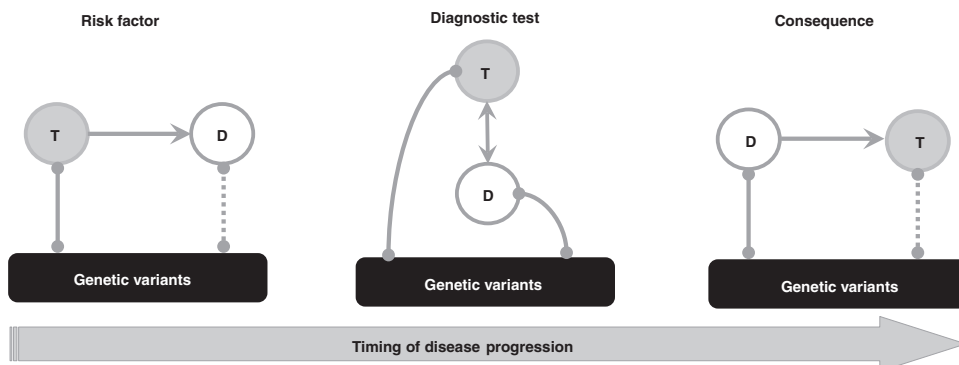 Risk factor
T
D
Genetic variants
Diagnostic test
T
D
Genetic variants
Consequence
D
T
Genetic variants
Timing of disease progression